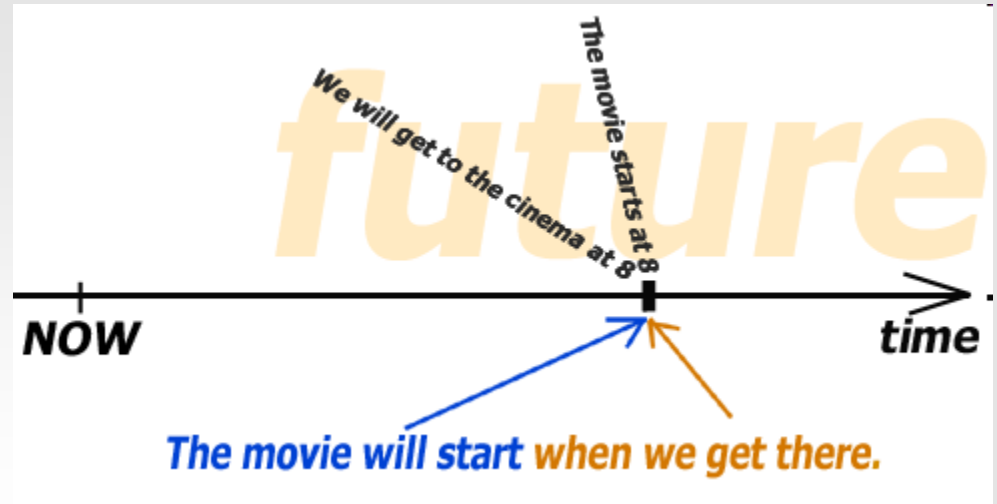 future
We will get to the cinema at 8
The movie starts at 8
NOW
time
The movie will start when we get there.